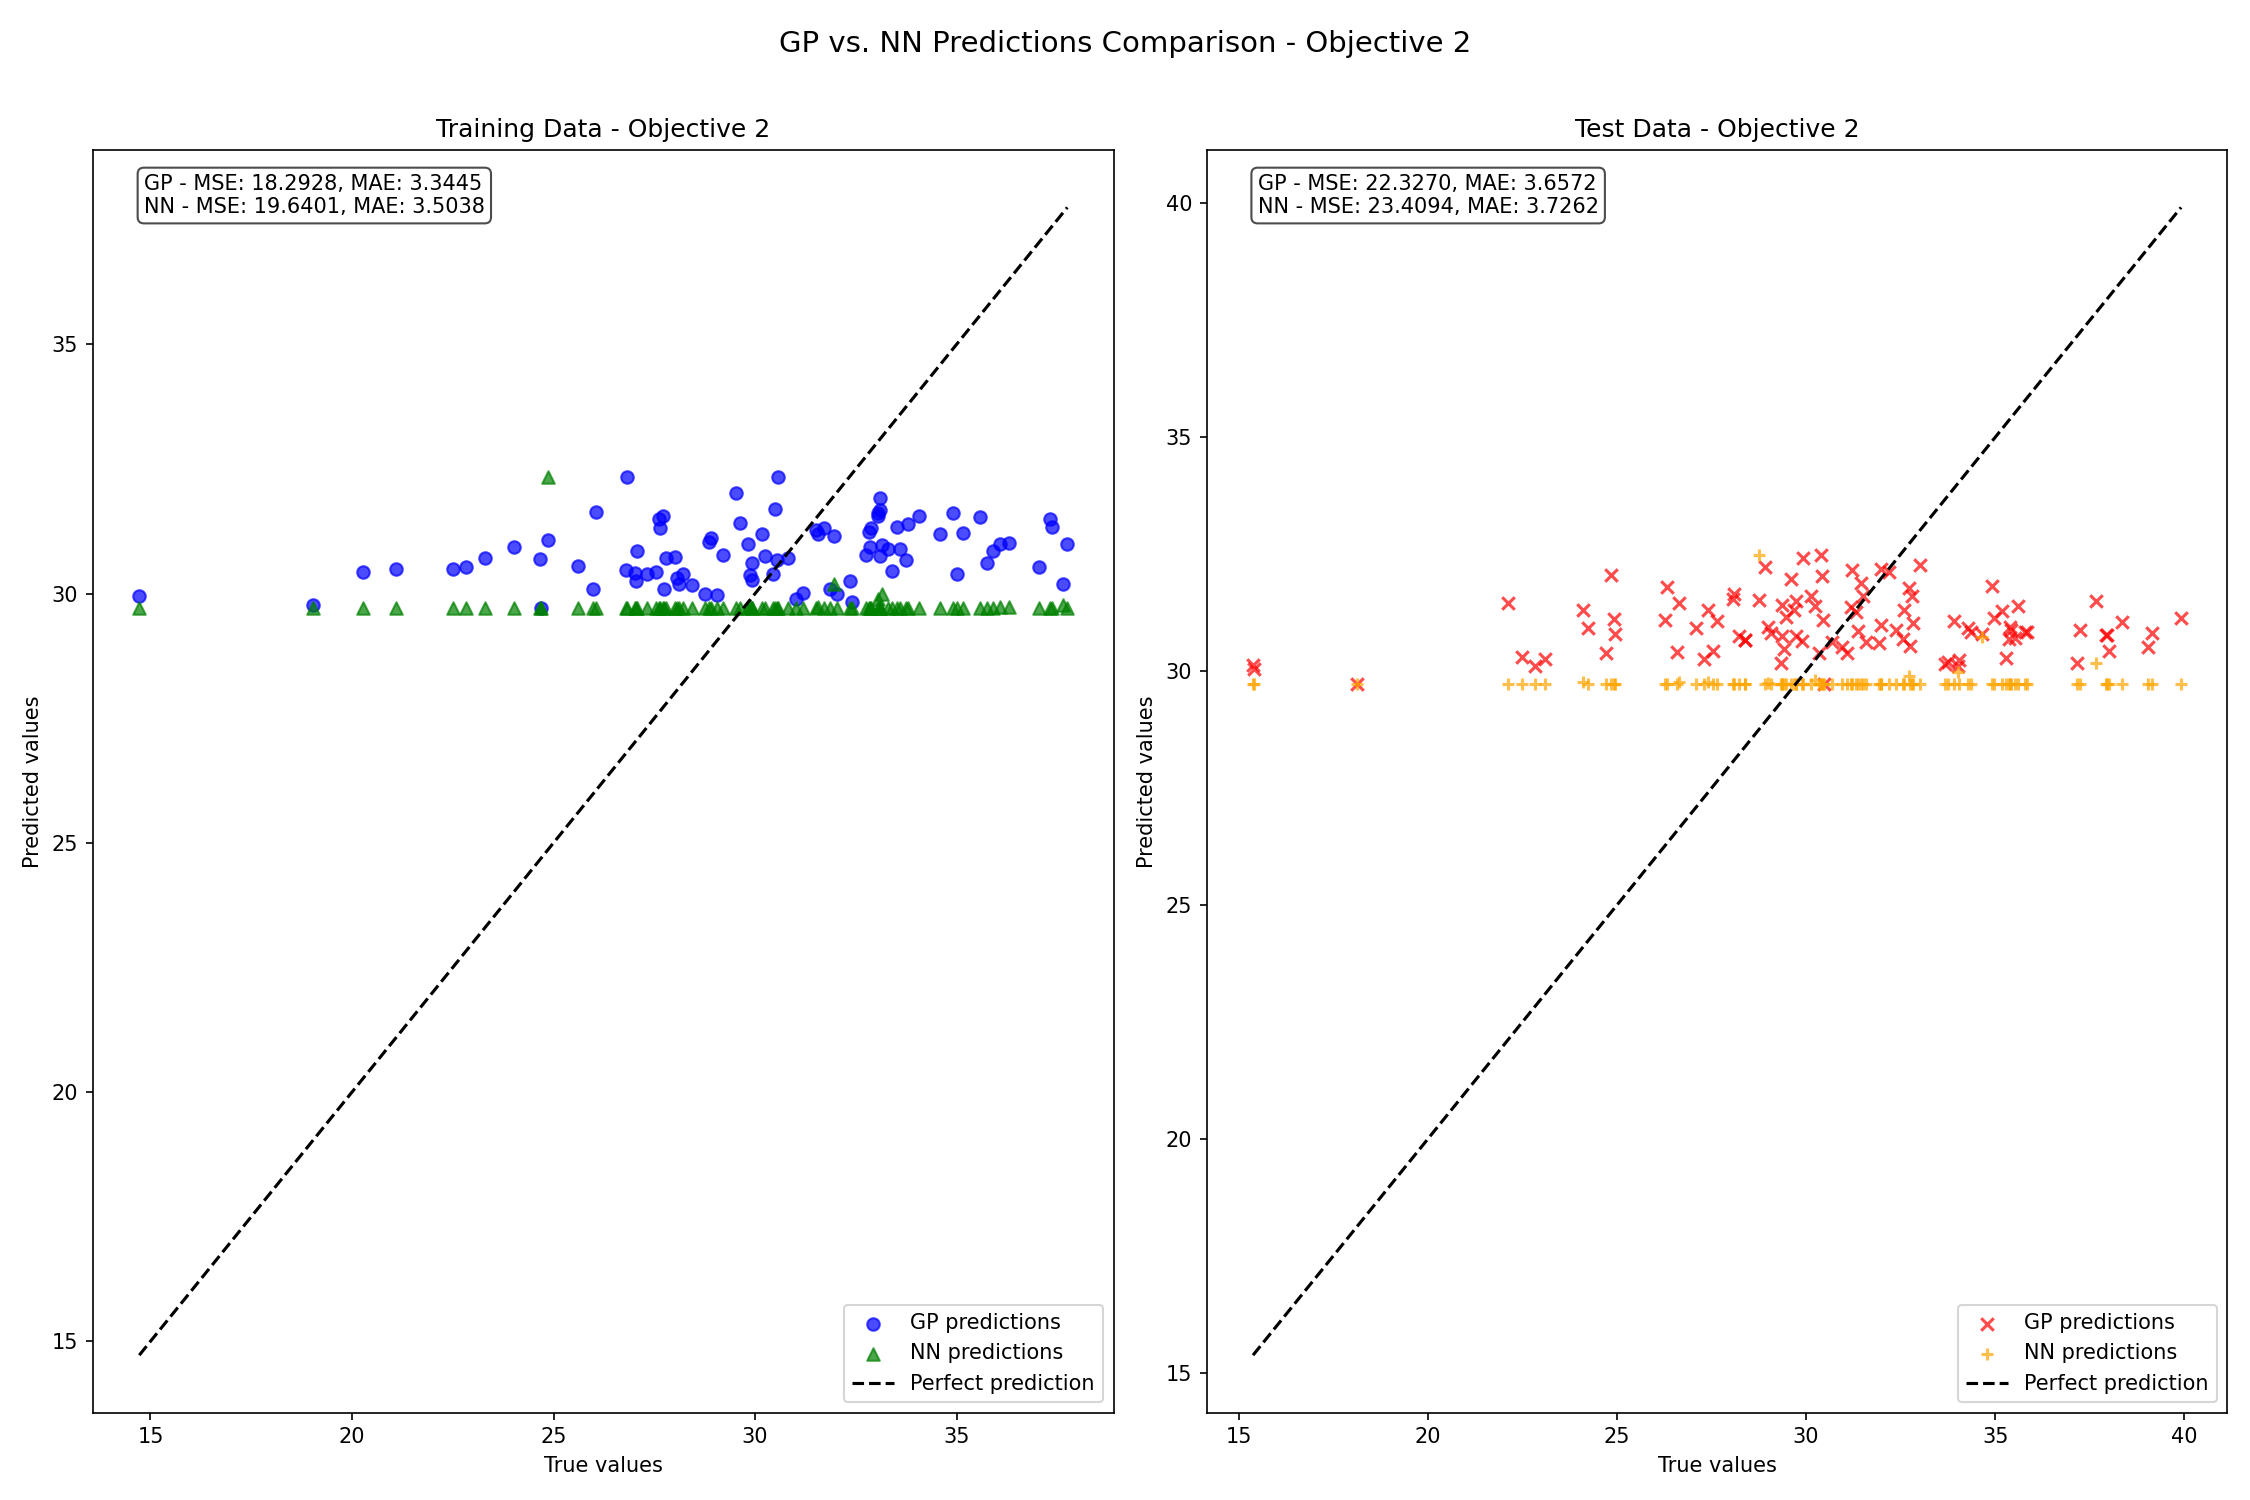 GP vs. NN Predictions Comparison - Objective 2
Training Data - Objective 2
GP - MSE: 18.2928, MAE: 3.3445
NN - MSE: 19.6401, MAE: 3.5038
Predicted values
35
30
25
20
15
GP predictions
NN predictions
Perfect prediction
15
20
25
30
35
True values
Test Data - Objective 2
GP - MSE: 22.3270, MAE: 3.6572
NN - MSE: 23.4094, MAE: 3.7262
Predicted values
40
35
30
25
20
15
GP predictions
NN predictions
Perfect prediction
15
20
25
30
35
40
True values